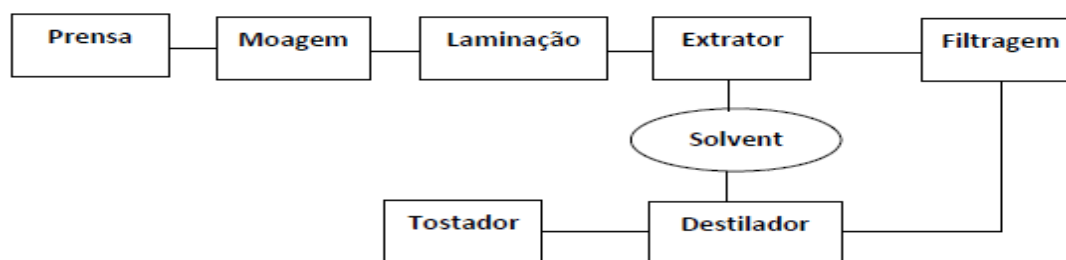 Prensa
Moagem
Laminação
Extrator
Filtragem
Solvent
Tostador
Destilador